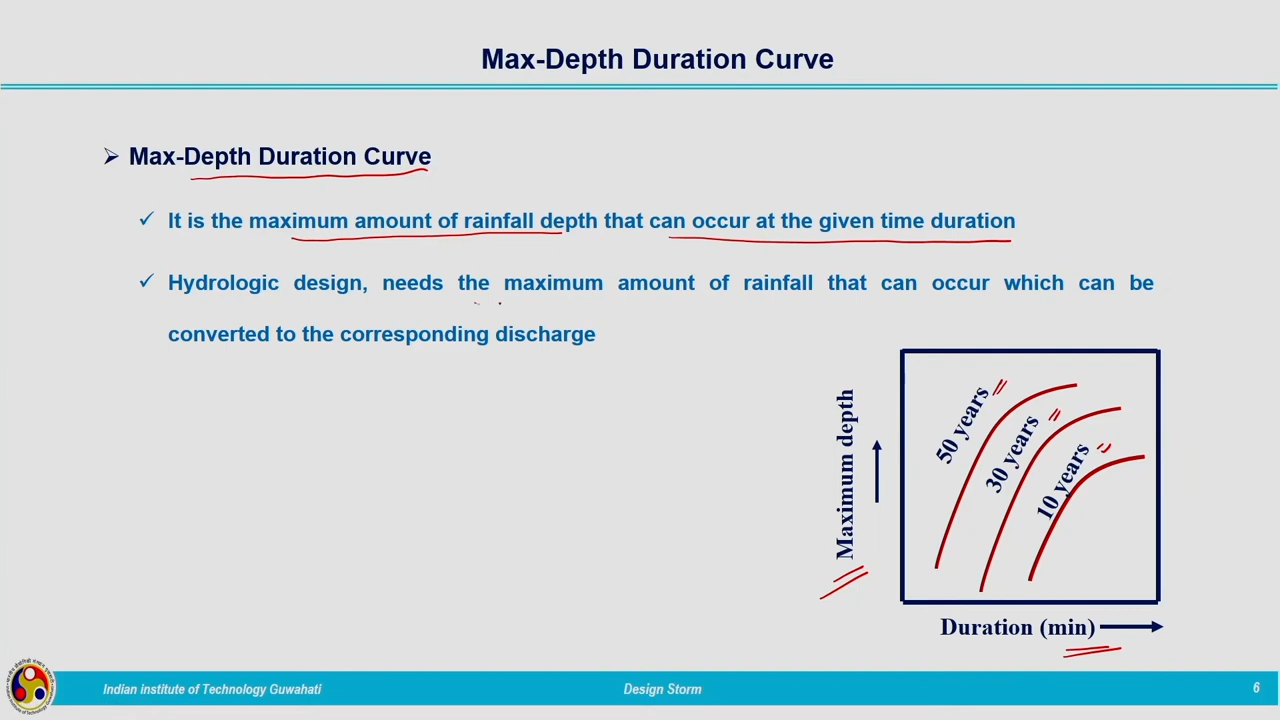 Max-Depth Duration Curve
➢ Max-Depth Duration Curve
✓ It is the maximum amount of rainfall depth that can occur at the given time duration
✓ Hydrologic design, needs the maximum amount of rainfall that can occur which can be
converted to the corresponding discharge
Maximum depth
50 years
30 years
10 years
Duration (min)
Indian institute of Technology Guwahati
Design Storm
6